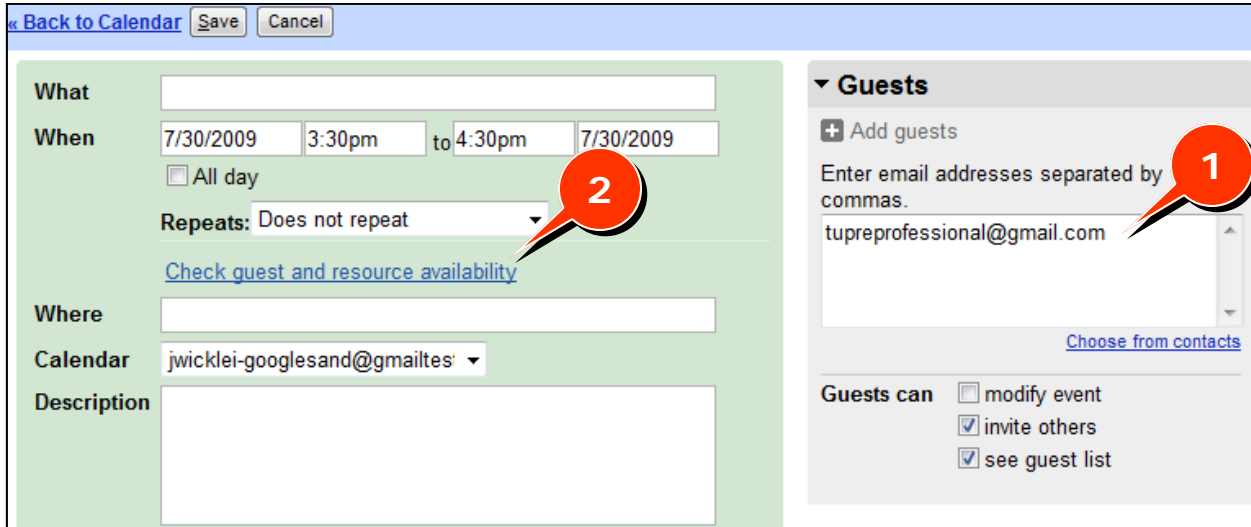 « Back to Calendar Save Cancel
What
When 7/30/2009 3:30pm to 4:30pm 7/30/2009
All day
Repeats: Does not repeat
2
Check guest and resource availability
Where
Calendar jwicklei-googlesand@gmailtes
Description
Guests
Add guests
Enter email addresses separated by
commas.
1
tupreprofessional@gmail.com
Choose from contacts
Guests can modify event
invite others
see guest list